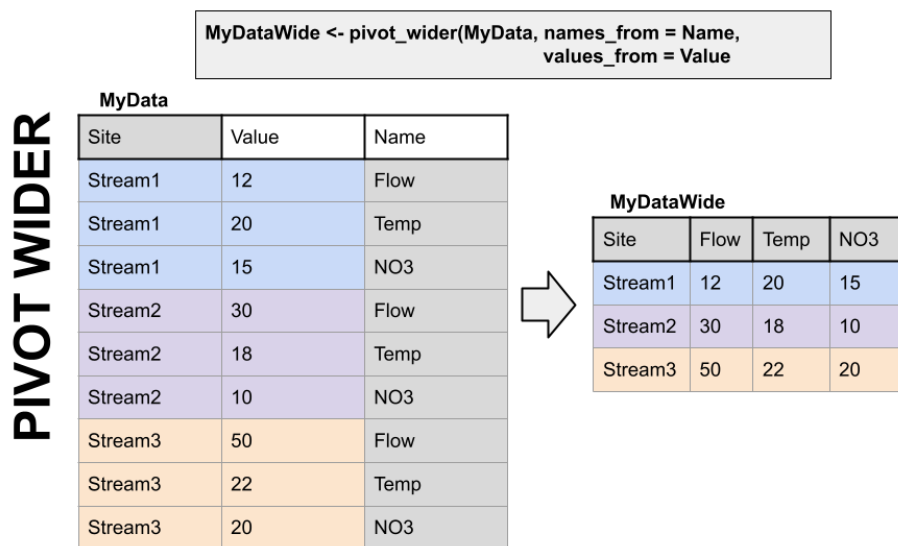 MyDataWide <- pivot_wider(MyData, names_from = Name,
values_from = Value
PIVOT WIDER
MyData
Site Value Name
Stream1 12 Flow
Stream1 20 Temp
Stream1 15 NO3
Stream2 30 Flow
Stream2 18 Temp
Stream2 10 NO3
Stream3 50 Flow
Stream3 22 Temp
Stream3 20 NO3
MyDataWide
Site Flow Temp NO3
Stream1 12 20 15
Stream2 30 18 10
Stream3 50 22 20